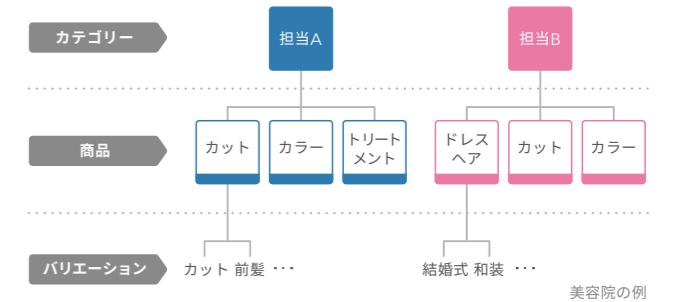 カテゴリー
担当A
担当B
商品
カット
カラー
トリート
メント
ドレス
ヘア
カット
カラー
バリエーション
カット 前髪 ・・・
結婚式 和装 ・・・
美容院の例